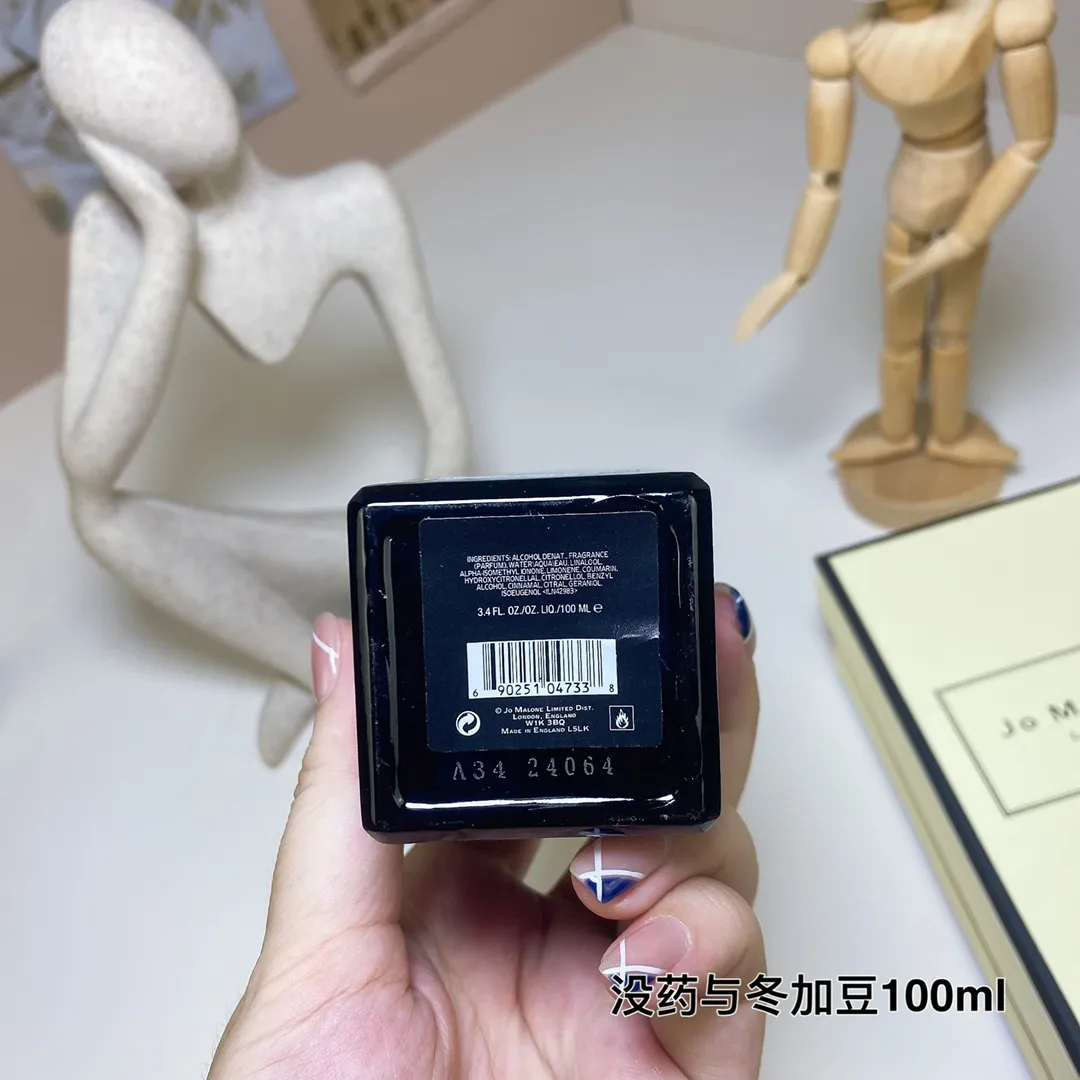 INGREDIENTS: ALCOHOL DENAT., FRAGRANCE
(PARFUM), WATER\AQUA\EAU, LINALOOL,
ALPHA-ISOMETHYL IONONE, LIMONENE, COUMARIN,
HYDROXYCITRONELLAL, CITRONELLOL, BENZYL
ALCOHOL, CINNAMAL, CITRAL, GERANIOL,
ISOEUGENOL <ILN42983>
3.4 FL. OZ./OZ. LIQ./100 ML ℮
6 90251 04733 8
© JO MALONE LIMITED DIST.
LONDON, ENGLAND
W1K 3BQ
MADE IN ENGLAND L5LK
A34 24064
Jo M
没药与冬加豆100ml